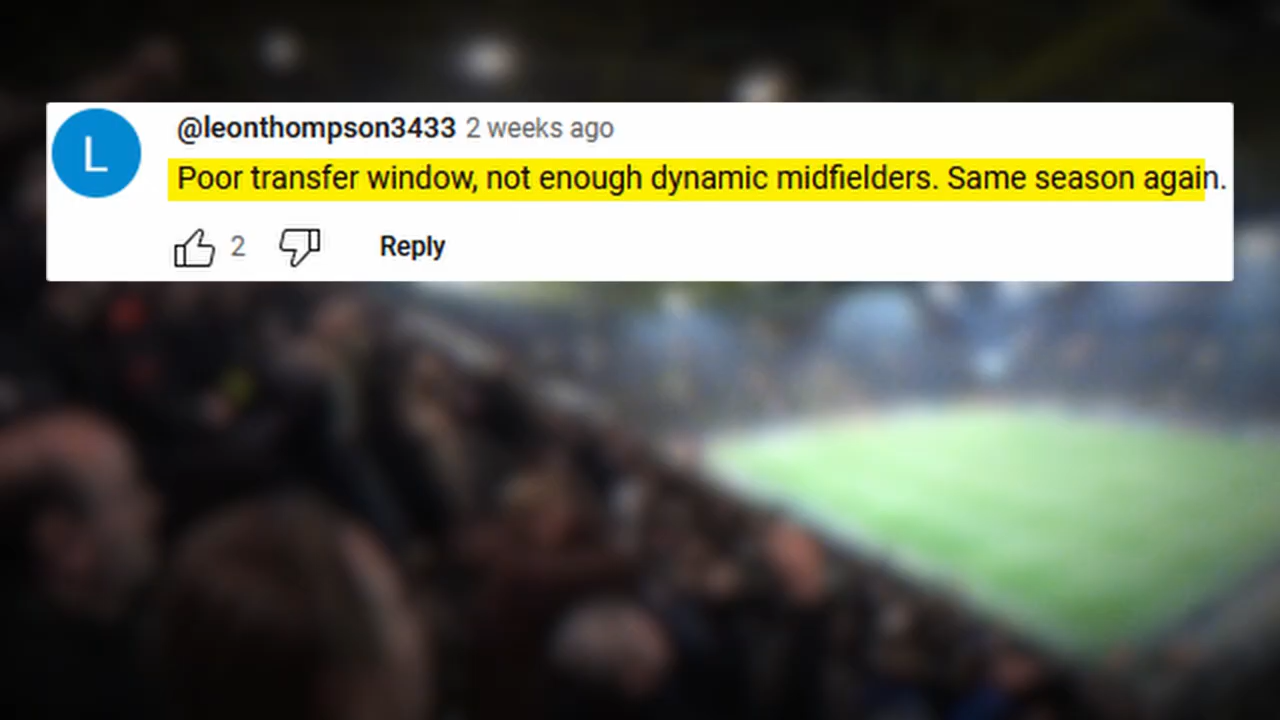 L
@leonthompson3433 2 weeks ago
Poor transfer window, not enough dynamic midfielders. Same season again.
2 Reply